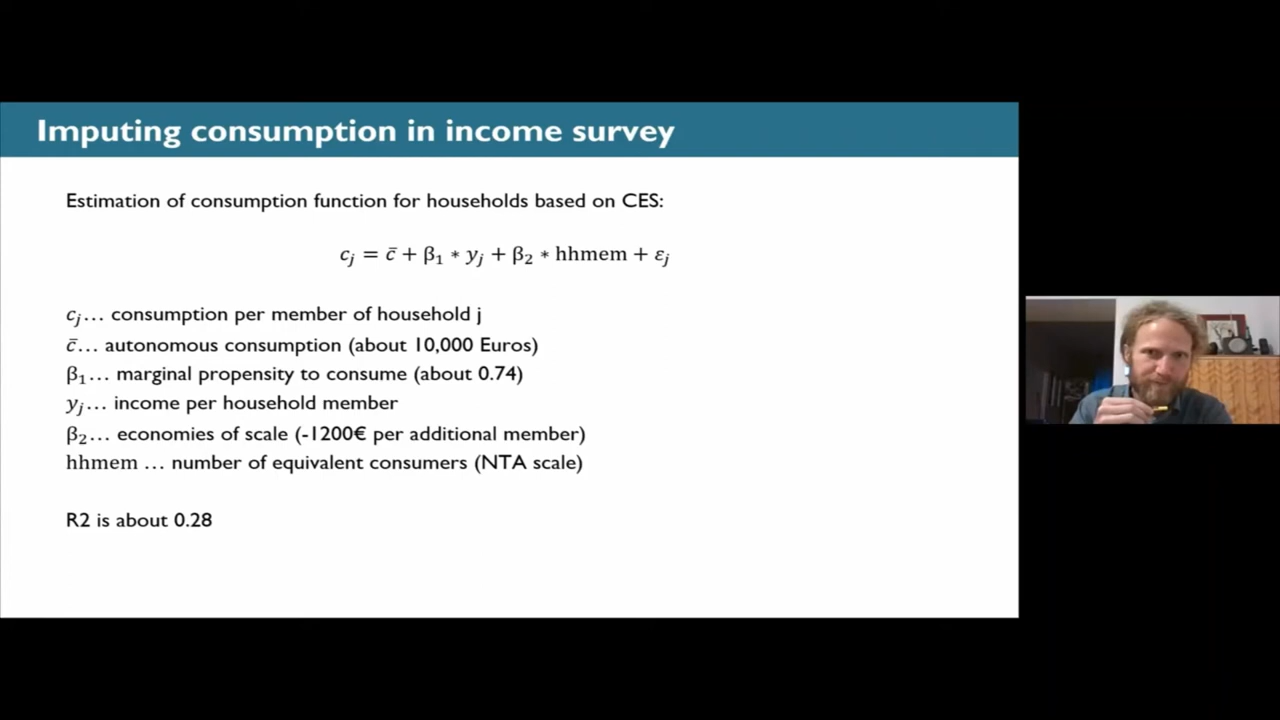 Imputing consumption in income survey
Estimation of consumption function for households based on CES:
cⱼ = c̄ + β₁ * yⱼ + β₂ * hhmem + εⱼ
cⱼ… consumption per member of household j
c̄… autonomous consumption (about 10,000 Euros)
β₁… marginal propensity to consume (about 0.74)
yⱼ… income per household member
β₂… economies of scale (-1200€ per additional member)
hhmem … number of equivalent consumers (NTA scale)
R2 is about 0.28